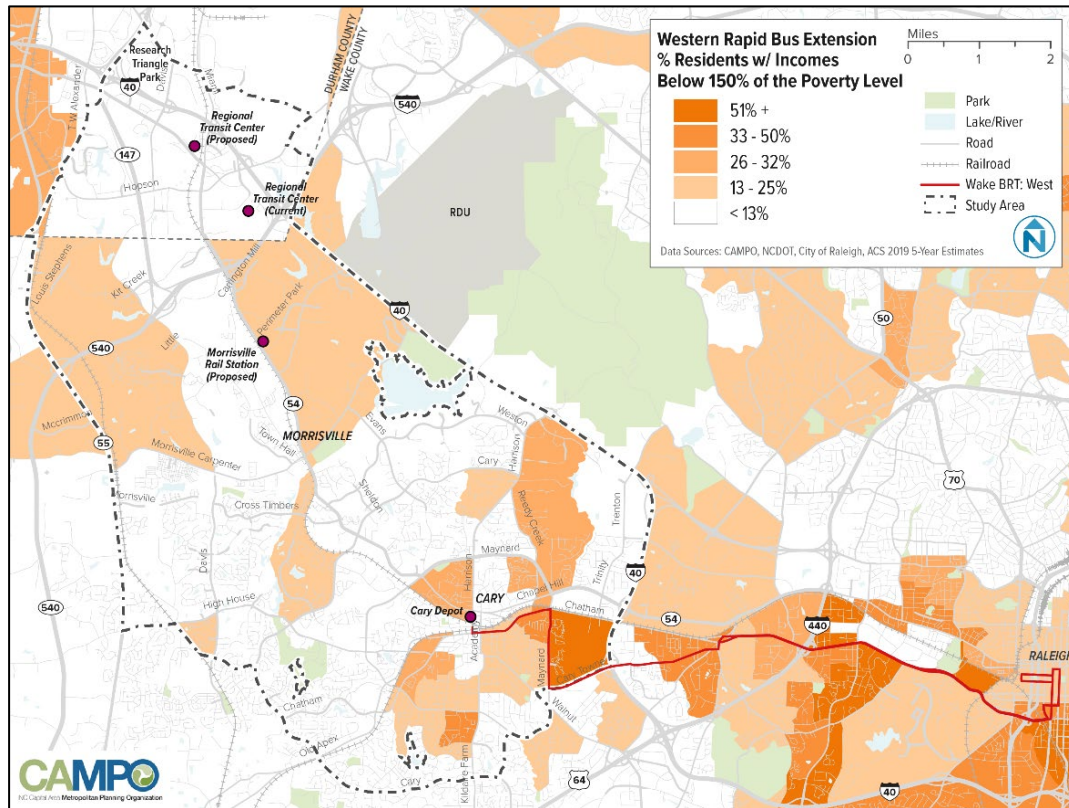 Western Rapid Bus Extension
% Residents w/ Incomes
Below 150% of the Poverty Level
51% +
33 - 50%
26 - 32%
13 - 25%
< 13%
Miles
0
1
2
Park
Lake/River
Road
Railroad
Wake BRT: West
Study Area
N
Data Sources: CAMPO, NCDOT, City of Raleigh, ACS 2019 5-Year Estimates
Research
Triangle
Park
40
Davis
Miami
T W Alexander
DURHAM COUNTY
WAKE COUNTY
540
Regional
Transit Center
(Proposed)
147
Hopson
Regional
Transit Center
(Current)
RDU
Louis Stephens
Kit Creek
Carrington Mill
Perimeter Park
40
50
540
Little
Morrisville
Rail Station
(Proposed)
54
Mccrimmon
55
Morrisville Carpenter
Town Hall
MORRISVILLE
Evans
Weston
Harrison
Cary
70
Morrisville
Cross Timbers
Sheldon
Reedy Creek
Trenton
Davis
Maynard
Harrison
Trinity
40
540
High House
Cary Depot
CARY
Chapel Hill
Chatham
54
440
RALEIGH
Maynard
Cary Towne
Chatham
Walnut
Old Apex
Kildaire Farm
Cary
64
40
CAMPO
NC Capital Area Metropolitan Planning Organization